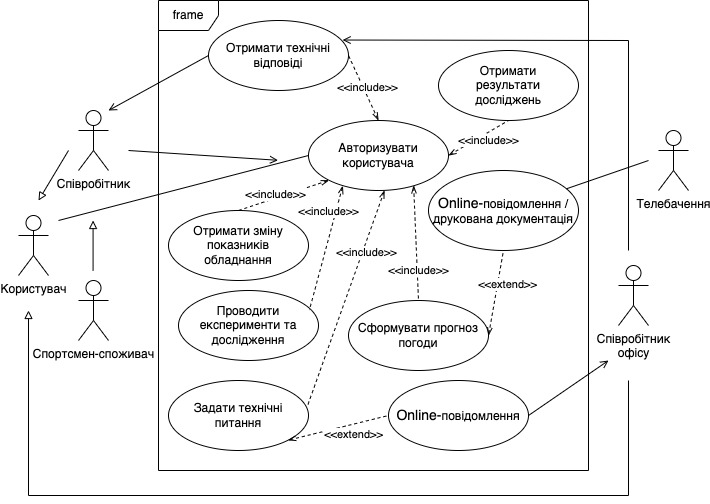 frame
Отримати технічні
відповіді
Отримати
результати
досліджень
<<include>>
<<include>>
Авторизувати
користувача
Співробітник
<<include>>
<<include>>
Online-повідомлення /
друкована документація
Телебачення
Отримати зміну
показників
обладнання
<<include>>
<<include>>
<<extend>>
Користувач
Проводити
експерименти та
дослідження
Сформувати прогноз
погоди
Співробітник
офісу
Спортсмен-споживач
Задати технічні
питання
Online-повідомлення
<<extend>>